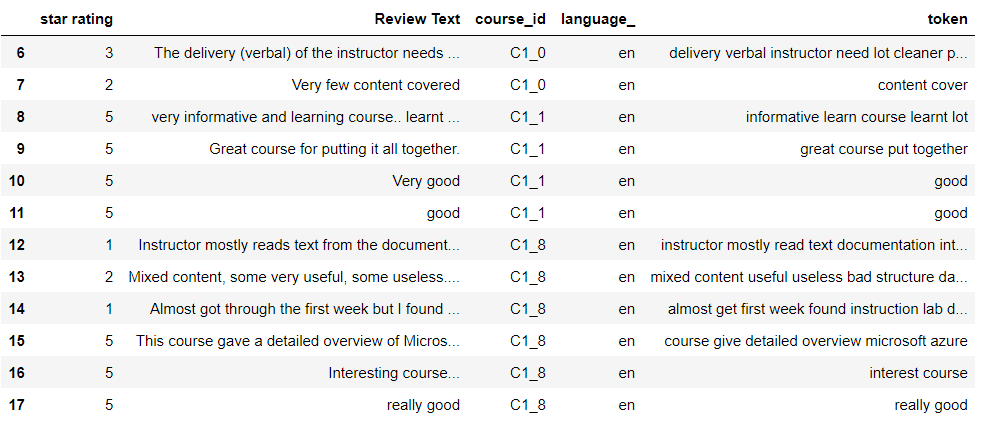 star rating Review Text course_id language_ token
6 3 The delivery (verbal) of the instructor needs ... C1_0 en delivery verbal instructor need lot cleaner p...
7 2 Very few content covered C1_0 en content cover
8 5 very informative and learning course.. learnt ... C1_1 en informative learn course learnt lot
9 5 Great course for putting it all together. C1_1 en great course put together
10 5 Very good C1_1 en good
11 5 good C1_1 en good
12 1 Instructor mostly reads text from the document... C1_8 en instructor mostly read text documentation int...
13 2 Mixed content, some very useful, some useless.... C1_8 en mixed content useful useless bad structure da...
14 1 Almost got through the first week but I found ... C1_8 en almost get first week found instruction lab d...
15 5 This course gave a detailed overview of Micros... C1_8 en course give detailed overview microsoft azure
16 5 Interesting course... C1_8 en interest course
17 5 really good C1_8 en really good